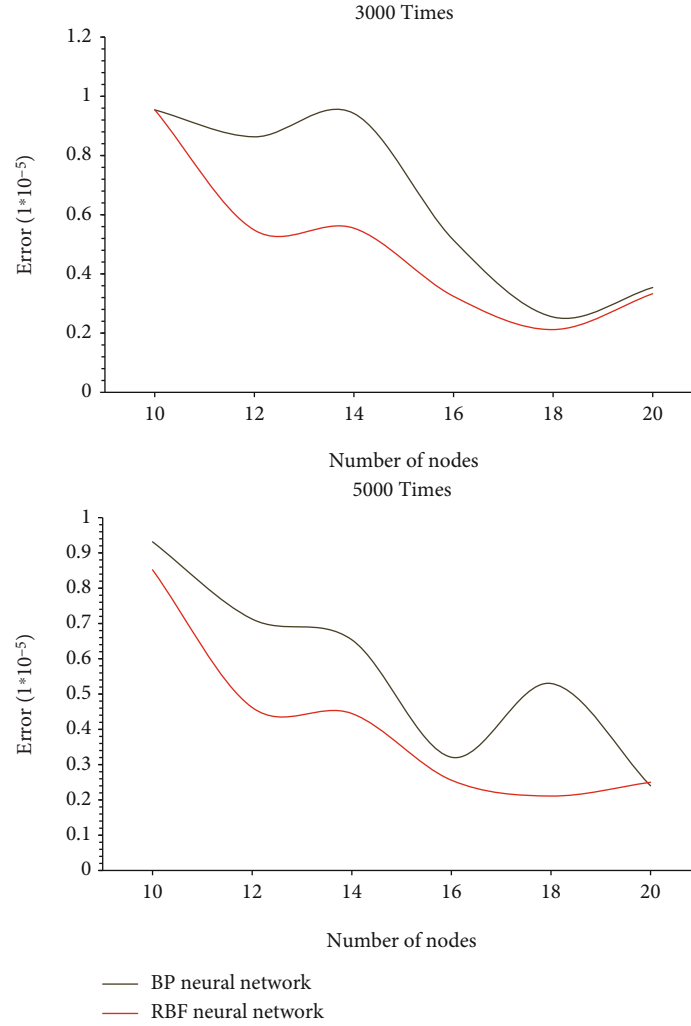 3000 Times
1.2
1
0.8
0.6
0.4
0.2
0
Error (1*10⁻⁵)
10 12 14 16 18 20
Number of nodes
5000 Times
1
0.9
0.8
0.7
0.6
0.5
0.4
0.3
0.2
0.1
0
Error (1*10⁻⁵)
10 12 14 16 18 20
Number of nodes
BP neural network
RBF neural network